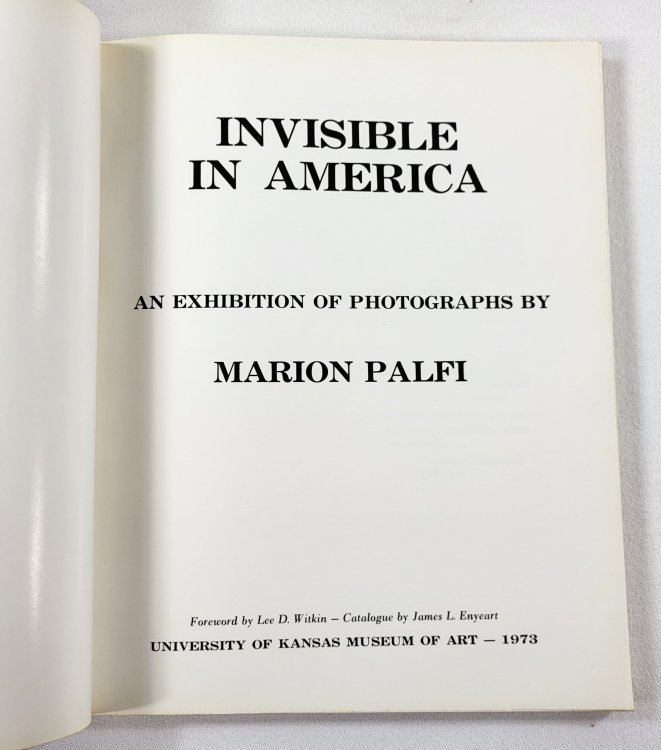 INVISIBLE
IN AMERICA
AN EXHIBITION OF PHOTOGRAPHS BY
MARION PALFI
Foreword by Lee D. Witkin — Catalogue by James L. Enyeart
UNIVERSITY OF KANSAS MUSEUM OF ART — 1973